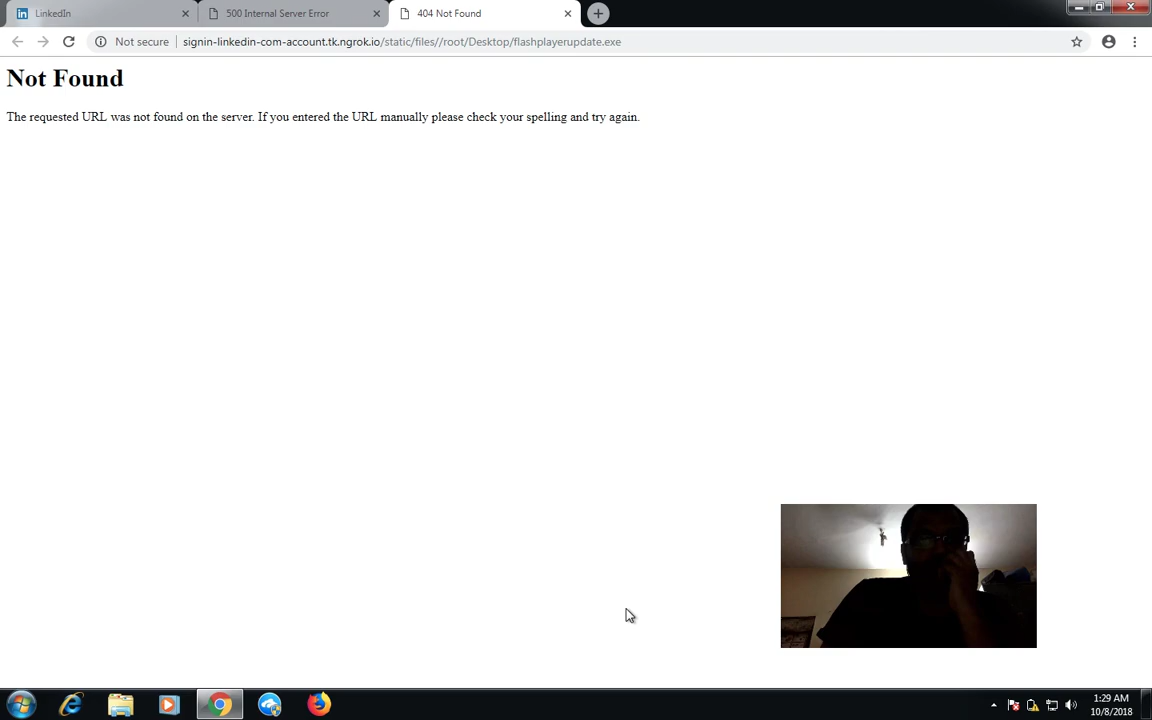 LinkedIn
500 Internal Server Error
404 Not Found
Not secure
signin-linkedin-com-account.tk.ngrok.io/static/files//root/Desktop/flashplayerupdate.exe
Not Found
The requested URL was not found on the server. If you entered the URL manually please check your spelling and try again.
1:29 AM
10/8/2018